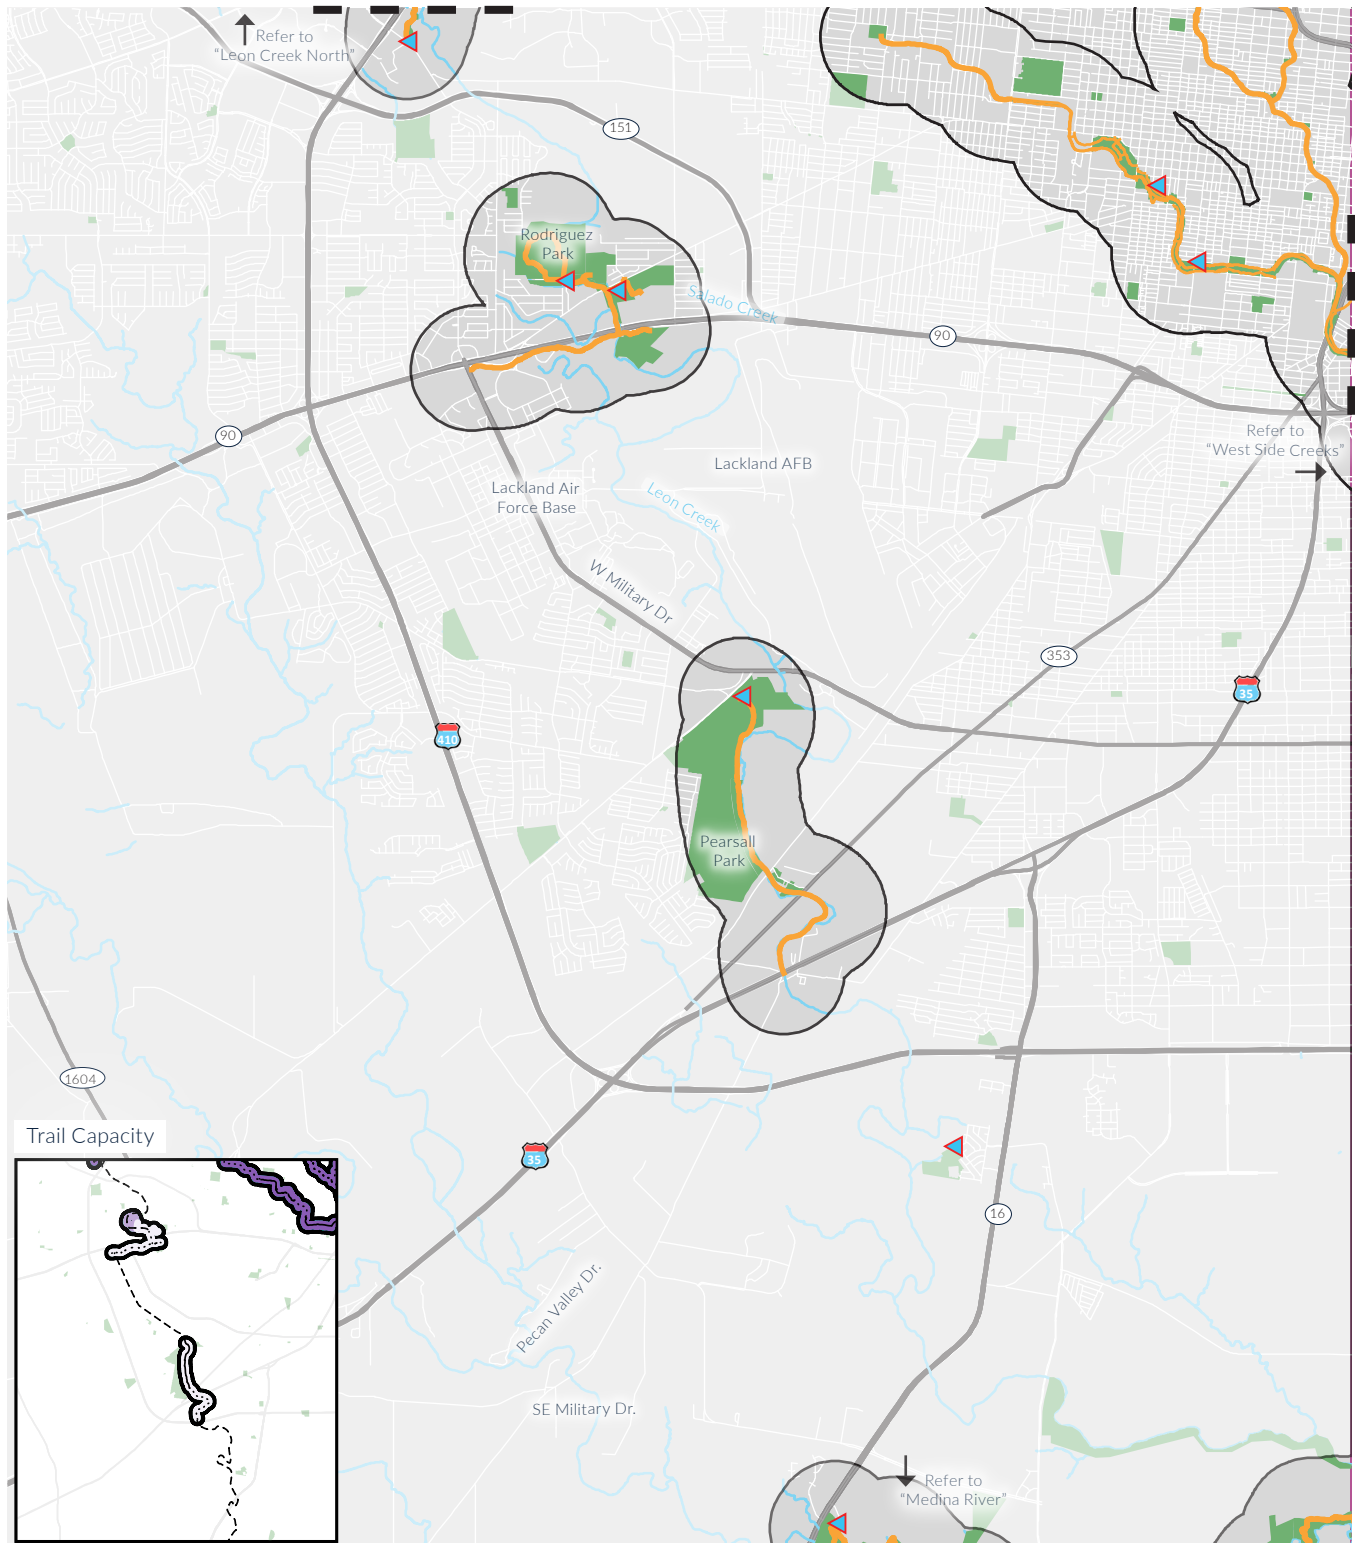 Refer to
“Leon Creek North”
151
Rodriguez
Park
Salado Creek
90
90
Refer to
“West Side Creeks”
Lackland AFB
Lackland Air
Force Base
Leon Creek
W Military Dr
353
35
410
Pearsall
Park
1604
Trail Capacity
35
16
Pecan Valley Dr.
SE Military Dr.
Refer to
“Medina River”